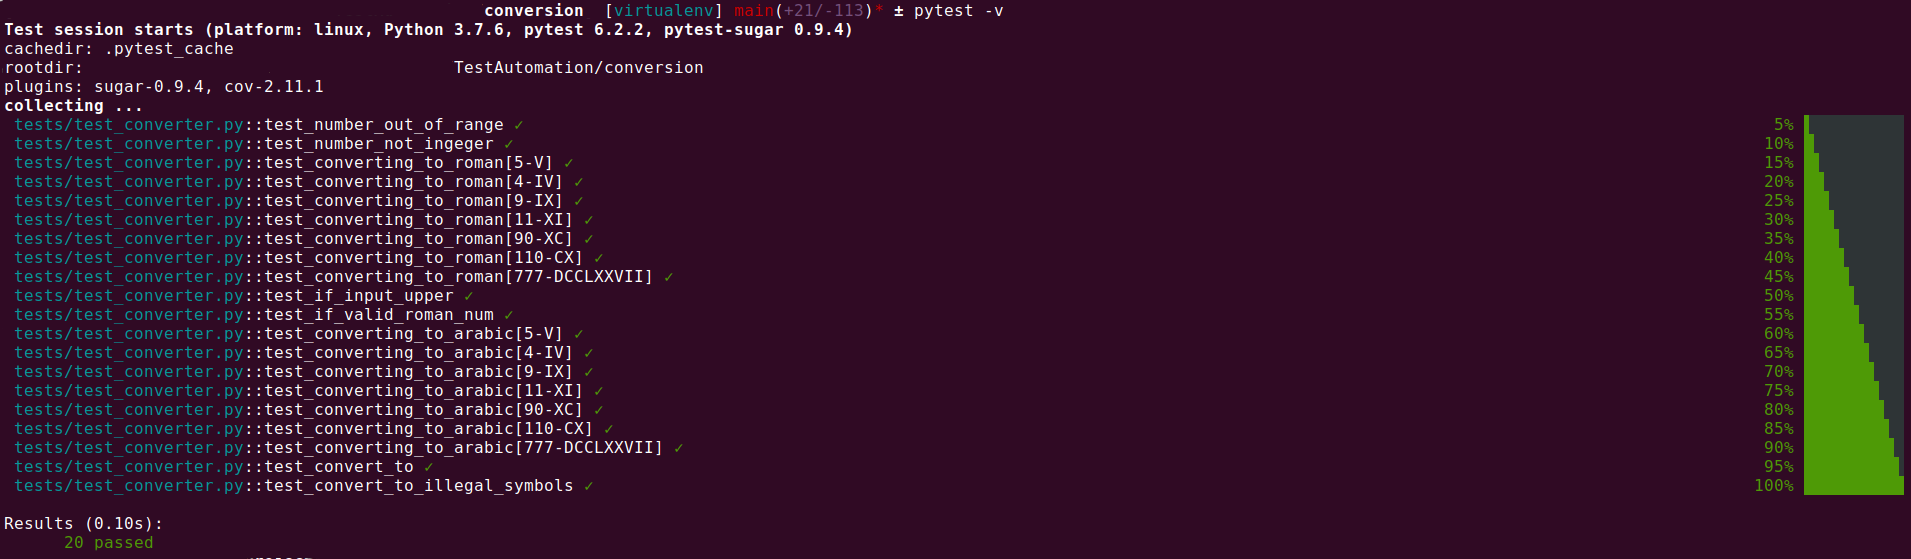 conversion [virtualenv] main(+21/-113)* ± pytest -v
Test session starts (platform: linux, Python 3.7.6, pytest 6.2.2, pytest-sugar 0.9.4)
cachedir: .pytest_cache
rootdir: TestAutomation/conversion
plugins: sugar-0.9.4, cov-2.11.1
collecting ...
tests/test_converter.py::test_number_out_of_range ✓ 5%
tests/test_converter.py::test_number_not_ingeger ✓ 10%
tests/test_converter.py::test_converting_to_roman[5-V] ✓ 15%
tests/test_converter.py::test_converting_to_roman[4-IV] ✓ 20%
tests/test_converter.py::test_converting_to_roman[9-IX] ✓ 25%
tests/test_converter.py::test_converting_to_roman[11-XI] ✓ 30%
tests/test_converter.py::test_converting_to_roman[90-XC] ✓ 35%
tests/test_converter.py::test_converting_to_roman[110-CX] ✓ 40%
tests/test_converter.py::test_converting_to_roman[777-DCCLXXVII] ✓ 45%
tests/test_converter.py::test_if_input_upper ✓ 50%
tests/test_converter.py::test_if_valid_roman_num ✓ 55%
tests/test_converter.py::test_converting_to_arabic[5-V] ✓ 60%
tests/test_converter.py::test_converting_to_arabic[4-IV] ✓ 65%
tests/test_converter.py::test_converting_to_arabic[9-IX] ✓ 70%
tests/test_converter.py::test_converting_to_arabic[11-XI] ✓ 75%
tests/test_converter.py::test_converting_to_arabic[90-XC] ✓ 80%
tests/test_converter.py::test_converting_to_arabic[110-CX] ✓ 85%
tests/test_converter.py::test_converting_to_arabic[777-DCCLXXVII] ✓ 90%
tests/test_converter.py::test_convert_to ✓ 95%
tests/test_converter.py::test_convert_to_illegal_symbols ✓ 100%
Results (0.10s):
20 passed